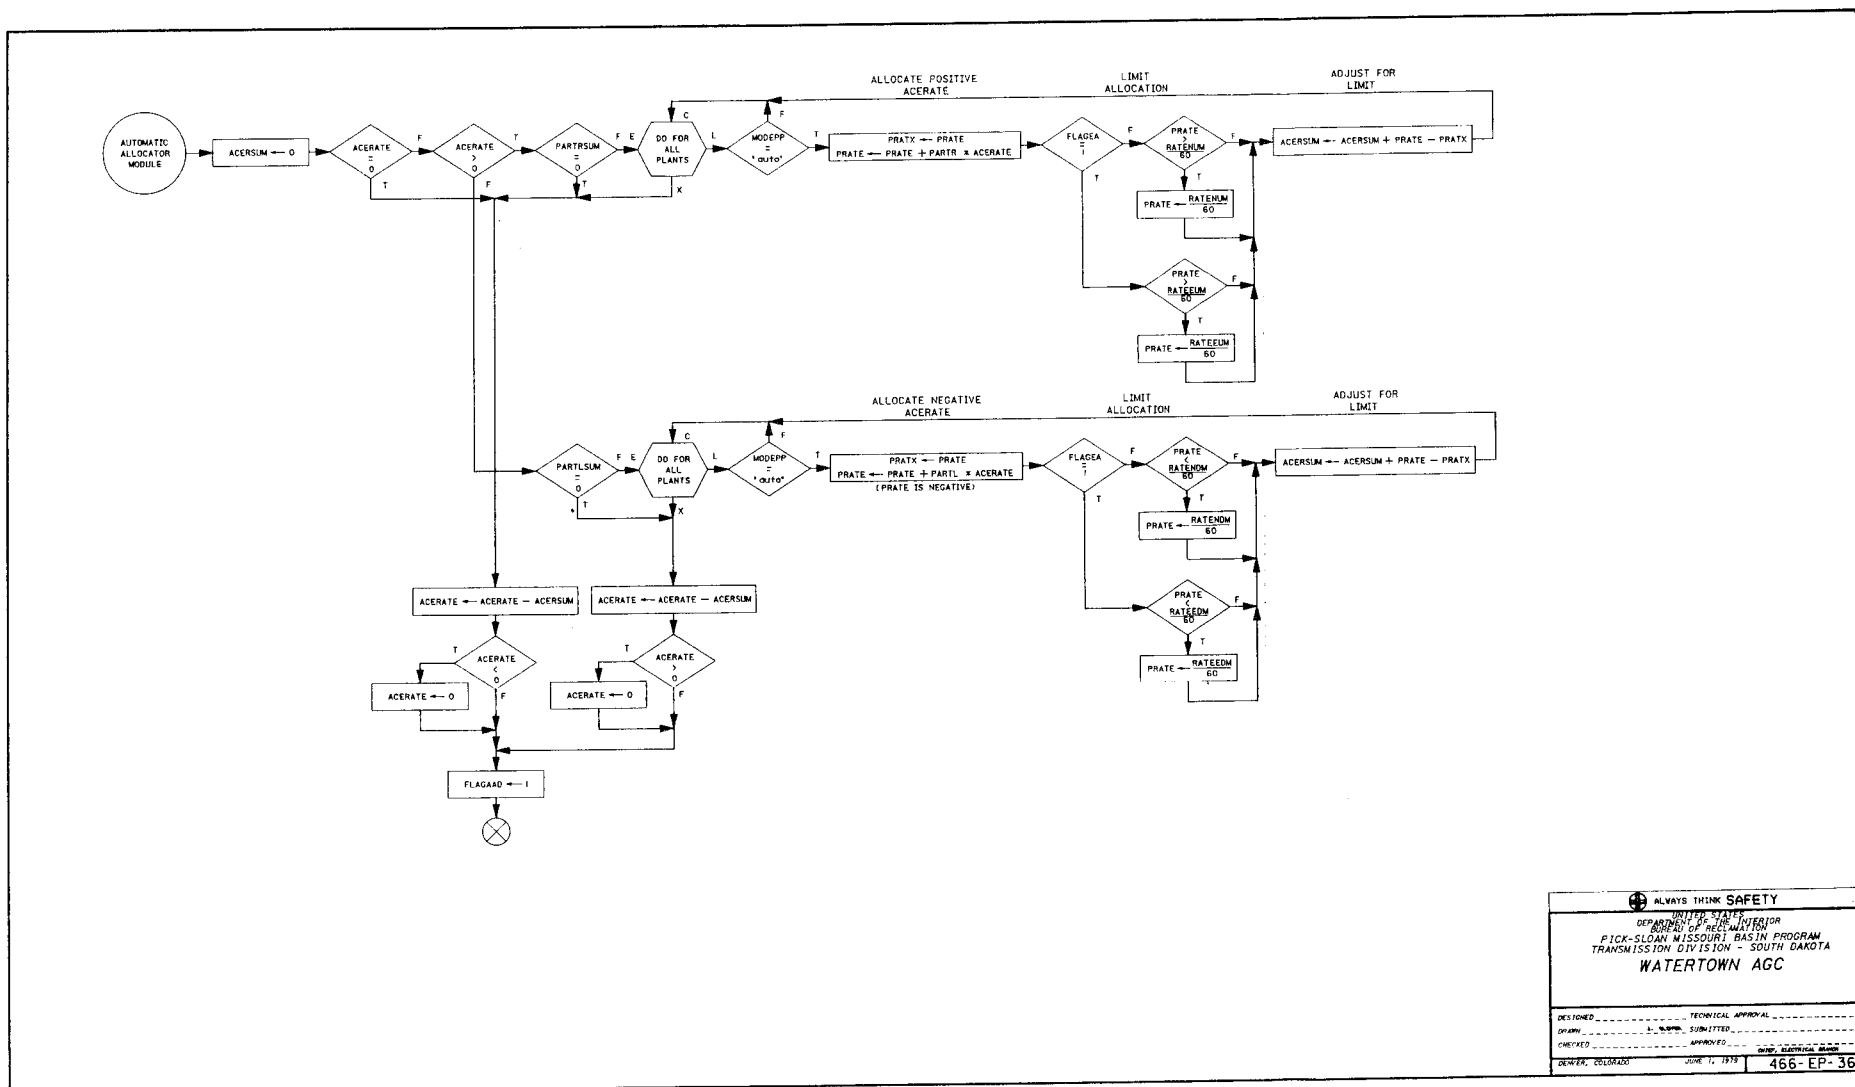 ALLOCATE POSITIVE
ACERATE
LIMIT
ALLOCATION
ADJUST FOR
LIMIT
AUTOMATIC
ALLOCATOR
MODULE
ACERSUM ← 0
ACERATE
=
0
F
T
ACERATE
>
0
T
F
PARTRSUM
=
0
F
T
E
DO FOR
ALL
PLANTS
C
L
X
MODEPP
=
'auto'
F
T
PRATX ← PRATE
PRATE ← PRATE + PARTR * ACERATE
FLAGEA
=
1
F
T
PRATE
>
RATENUM
60
F
T
PRATE ← RATENUM
60
ACERSUM ← ACERSUM + PRATE - PRATX
PRATE
>
RATEEUM
60
F
T
PRATE ← RATEEUM
60
ALLOCATE NEGATIVE
ACERATE
LIMIT
ALLOCATION
ADJUST FOR
LIMIT
PARTLSUM
=
0
F
T
E
DO FOR
ALL
PLANTS
C
L
X
MODEPP
=
'auto'
F
T
PRATX ← PRATE
PRATE ← PRATE + PARTL * ACERATE
(PRATE IS NEGATIVE)
FLAGEA
=
1
F
T
PRATE
<
RATENDM
60
F
T
PRATE ← RATENDM
60
ACERSUM ← ACERSUM + PRATE - PRATX
PRATE
<
RATEEDM
60
F
T
PRATE ← RATEEDM
60
ACERATE ← ACERATE - ACERSUM
ACERATE ← ACERATE - ACERSUM
ACERATE
<
0
T
F
ACERATE ← 0
ACERATE
>
0
T
F
ACERATE ← 0
FLAGAAD ← 1
ALWAYS THINK SAFETY
UNITED STATES
DEPARTMENT OF THE INTERIOR
BUREAU OF RECLAMATION
PICK-SLOAN MISSOURI BASIN PROGRAM
TRANSMISSION DIVISION - SOUTH DAKOTA
WATERTOWN AGC
DESIGNED TECHNICAL APPROVAL
DRAWN SUBMITTED
CHECKED APPROVED
CHIEF, ELECTRICAL BRANCH
DENVER, COLORADO JUNE 1, 1979 466-EP-36